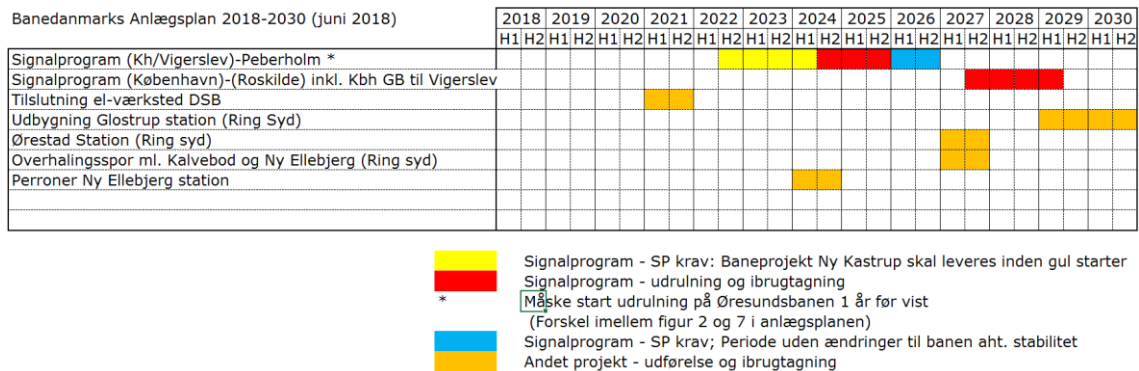 Banedanmarks Anlægsplan 2018-2030 (juni 2018) 2018 2019 2020 2021 2022 2023 2024 2025 2026 2027 2028 2029 2030
H1 H2 H1 H2 H1 H2 H1 H2 H1 H2 H1 H2 H1 H2 H1 H2 H1 H2 H1 H2 H1 H2 H1 H2 H1 H2
Signalprogram (Kh/Vigerslev)-Peberholm *
Signalprogram (København)-(Roskilde) inkl. Kbh GB til Vigerslev
Tilslutning el-værksted DSB
Udbygning Glostrup station (Ring Syd)
Ørestad Station (Ring syd)
Overhalingsspor ml. Kalvebod og Ny Ellebjerg (Ring syd)
Perroner Ny Ellebjerg station
Signalprogram - SP krav: Baneprojekt Ny Kastrup skal leveres inden gul starter
Signalprogram - udrulning og ibrugtagning
* Måske start udrulning på Øresundsbanen 1 år før vist
(Forskel imellem figur 2 og 7 i anlægsplanen)
Signalprogram - SP krav; Periode uden ændringer til banen aht. stabilitet
Andet projekt - udførelse og ibrugtagning